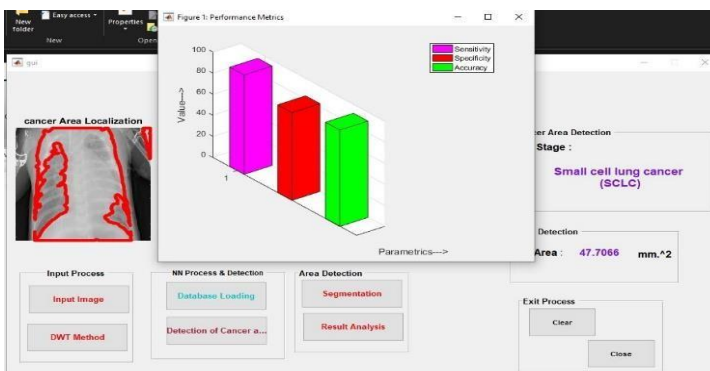 New folder
Easy access
Properties
New
Open
Figure 1: Performance Metrics
gui
100
80
60
40
20
0
1
Value--->
Parametrics--->
Sensitivity
Specificity
Accuracy
cancer Area Localization
er Area Detection
Stage :
Small cell lung cancer
(SCLC)
Detection
Area : 47.7066 mm.^2
Input Process
Input Image
DWT Method
NN Process & Detection
Database Loading
Detection of Cancer a...
Area Detection
Segmentation
Result Analysis
Exit Process
Clear
Close